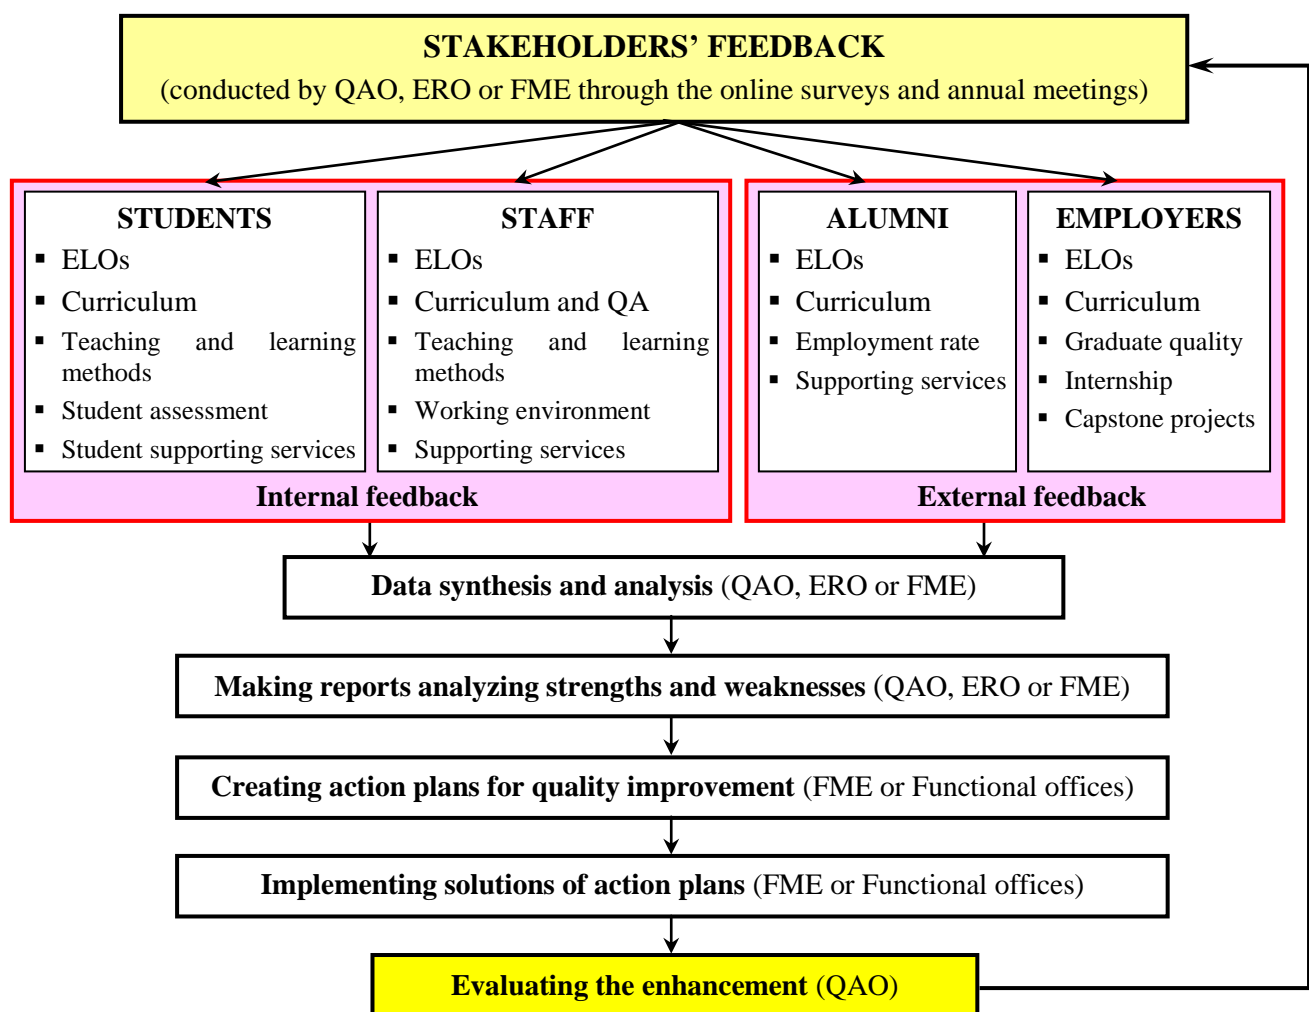 STAKEHOLDERS’ FEEDBACK
(conducted by QAO, ERO or FME through the online surveys and annual meetings)
STUDENTS
▪ ELOs
▪ Curriculum
▪ Teaching and learning
methods
▪ Student assessment
▪ Student supporting services
STAFF
▪ ELOs
▪ Curriculum and QA
▪ Teaching and learning
methods
▪ Working environment
▪ Supporting services
Internal feedback
ALUMNI
▪ ELOs
▪ Curriculum
▪ Employment rate
▪ Supporting services
EMPLOYERS
▪ ELOs
▪ Curriculum
▪ Graduate quality
▪ Internship
▪ Capstone projects
External feedback
Data synthesis and analysis (QAO, ERO or FME)
Making reports analyzing strengths and weaknesses (QAO, ERO or FME)
Creating action plans for quality improvement (FME or Functional offices)
Implementing solutions of action plans (FME or Functional offices)
Evaluating the enhancement (QAO)